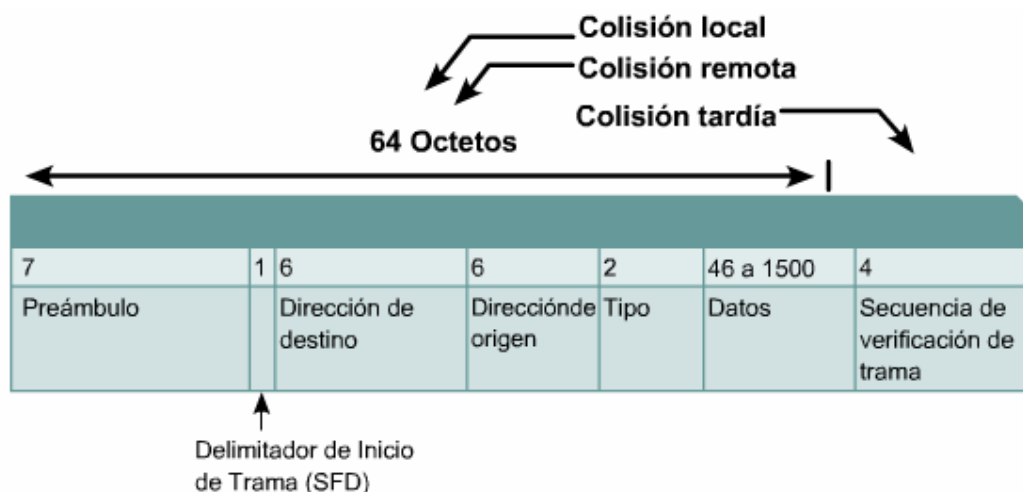 Colisión local
Colisión remota
Colisión tardía
64 Octetos
7 1 6 6 2 46 a 1500 4
Preámbulo Dirección de destino Direcciónde origen Tipo Datos Secuencia de verificación de trama
Delimitador de Inicio
de Trama (SFD)